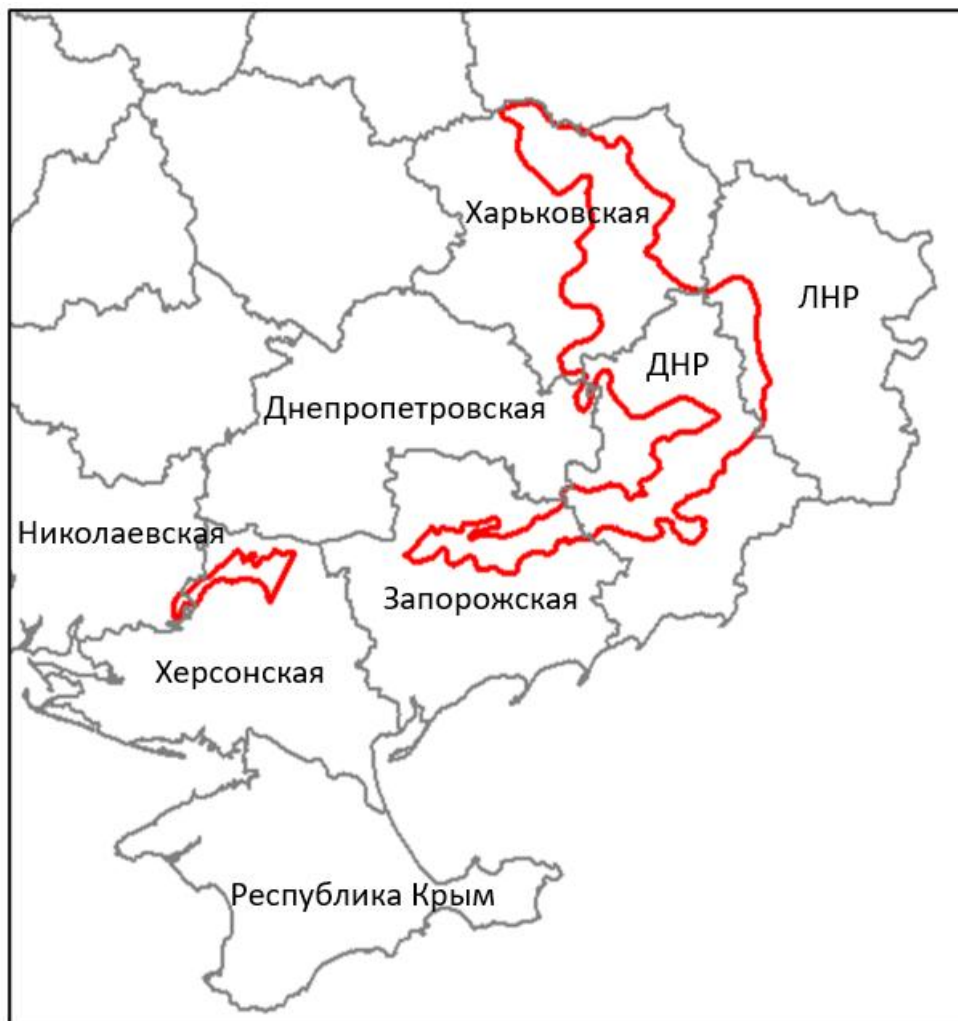 Харьковская
ЛНР
ДНР
Днепропетровская
Николаевская
Запорожская
Херсонская
Республика Крым